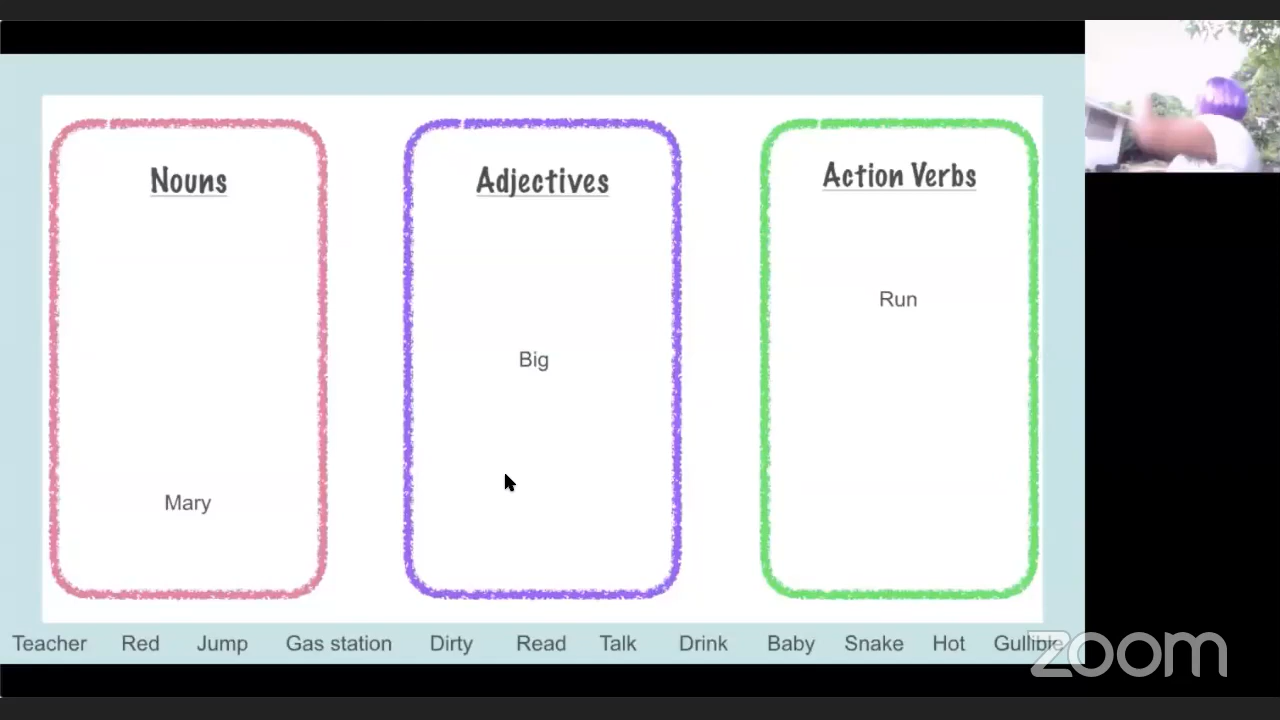 Nouns
Adjectives
Action Verbs
Run
Big
Mary
Teacher Red Jump Gas station Dirty Read Talk Drink Baby Snake Hot Gullible
zoom